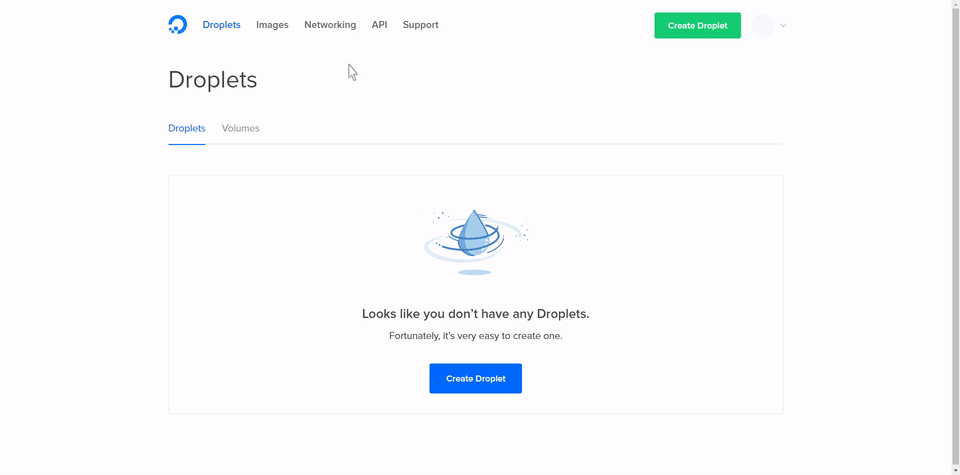 Droplets Images Networking API Support Create Droplet
Droplets
Droplets Volumes
Looks like you don’t have any Droplets.
Fortunately, it’s very easy to create one.
Create Droplet